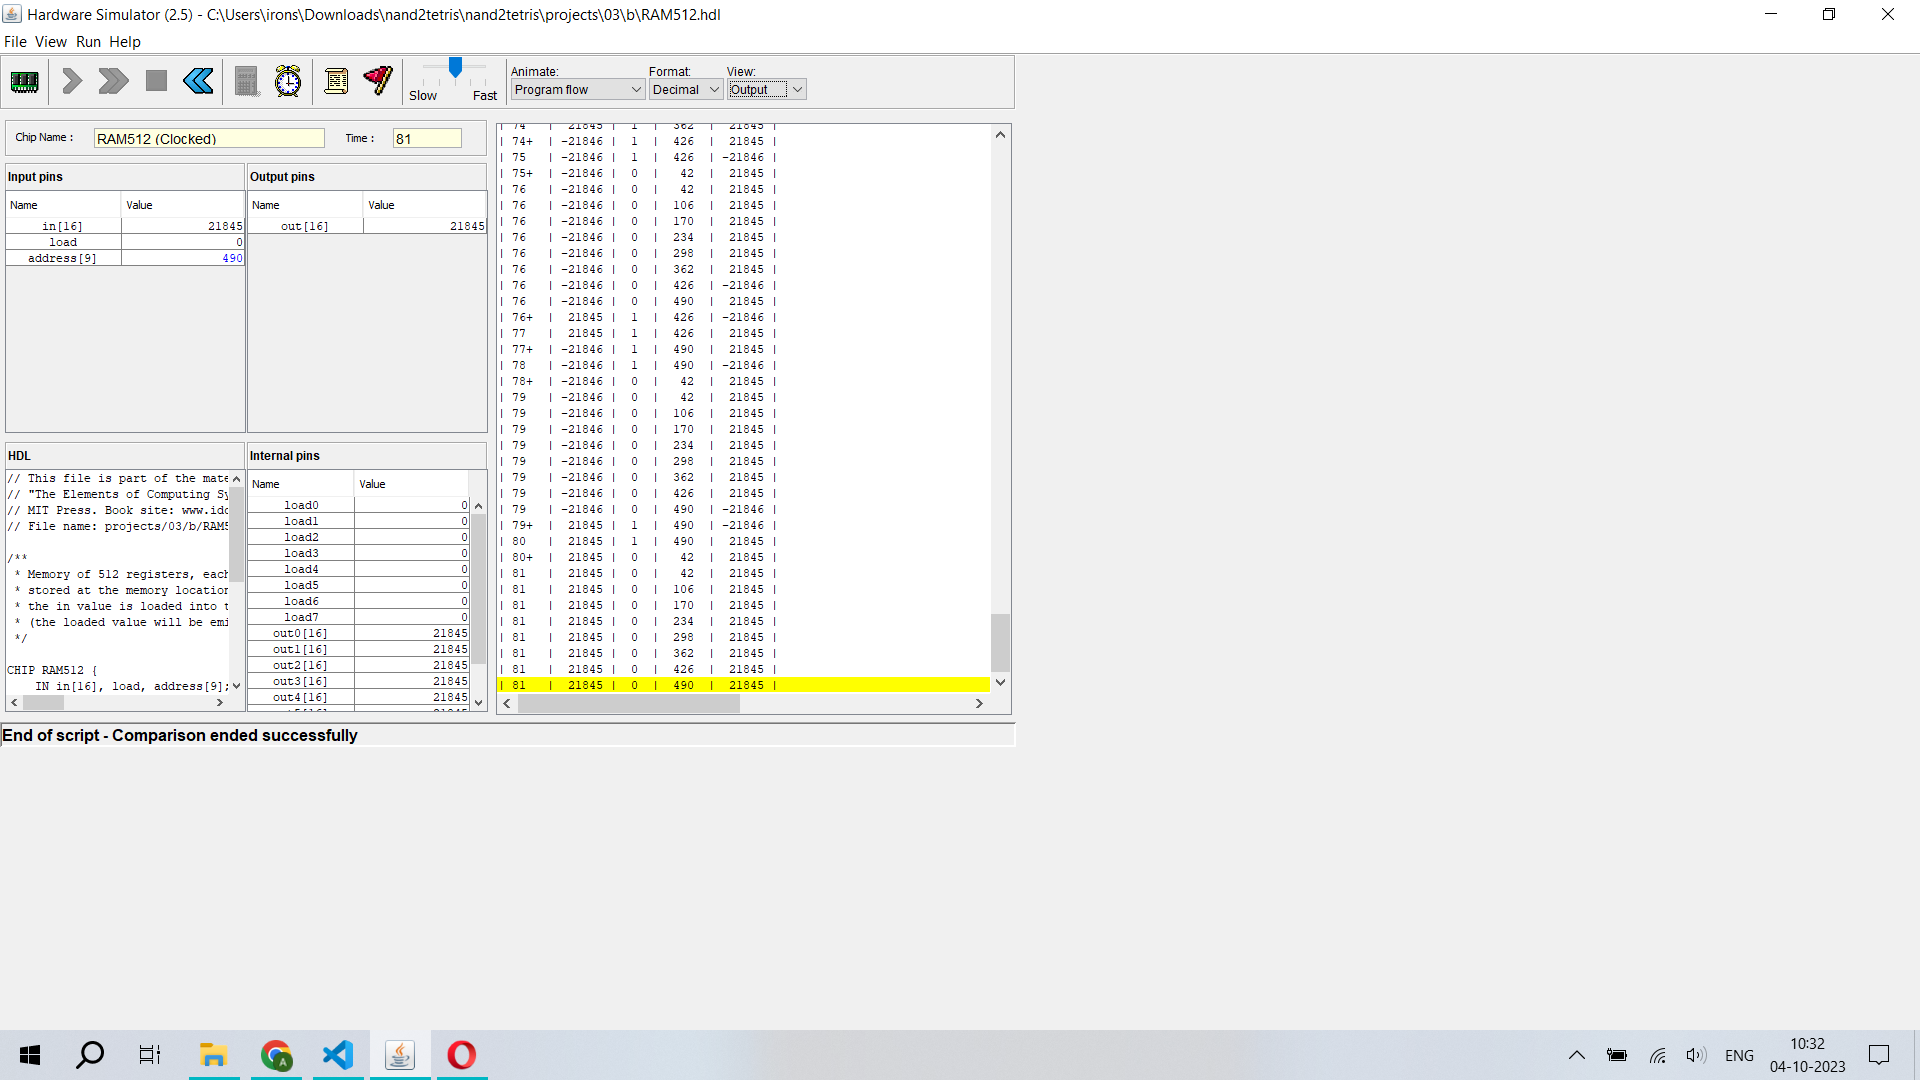 Hardware Simulator (2.5) - C:\Users\irons\Downloads\nand2tetris\nand2tetris\projects\03\b\RAM512.hdl
File View Run Help
Slow Fast
Animate: Format: View:
Program flow Decimal Output
Chip Name : RAM512 (Clocked) Time : 81
Input pins
Name Value
in[16] 21845
load 0
address[9] 490
Output pins
Name Value
out[16] 21845
HDL
// This file is part of the mate
// "The Elements of Computing Sy
// MIT Press. Book site: www.idc
// File name: projects/03/b/RAM5
/**
* Memory of 512 registers, each
* stored at the memory location
* the in value is loaded into t
* (the loaded value will be emi
*/
CHIP RAM512 {
IN in[16], load, address[9];
Internal pins
Name Value
load0 0
load1 0
load2 0
load3 0
load4 0
load5 0
load6 0
load7 0
out0[16] 21845
out1[16] 21845
out2[16] 21845
out3[16] 21845
out4[16] 21845
| 74 | 21845 | 1 | 362 | 21845 |
| 74+ | -21846 | 1 | 426 | 21845 |
| 75 | -21846 | 1 | 426 | -21846 |
| 75+ | -21846 | 0 | 42 | 21845 |
| 76 | -21846 | 0 | 42 | 21845 |
| 76 | -21846 | 0 | 106 | 21845 |
| 76 | -21846 | 0 | 170 | 21845 |
| 76 | -21846 | 0 | 234 | 21845 |
| 76 | -21846 | 0 | 298 | 21845 |
| 76 | -21846 | 0 | 362 | 21845 |
| 76 | -21846 | 0 | 426 | -21846 |
| 76 | -21846 | 0 | 490 | 21845 |
| 76+ | 21845 | 1 | 426 | -21846 |
| 77 | 21845 | 1 | 426 | 21845 |
| 77+ | -21846 | 1 | 490 | 21845 |
| 78 | -21846 | 1 | 490 | -21846 |
| 78+ | -21846 | 0 | 42 | 21845 |
| 79 | -21846 | 0 | 42 | 21845 |
| 79 | -21846 | 0 | 106 | 21845 |
| 79 | -21846 | 0 | 170 | 21845 |
| 79 | -21846 | 0 | 234 | 21845 |
| 79 | -21846 | 0 | 298 | 21845 |
| 79 | -21846 | 0 | 362 | 21845 |
| 79 | -21846 | 0 | 426 | 21845 |
| 79 | -21846 | 0 | 490 | -21846 |
| 79+ | 21845 | 1 | 490 | -21846 |
| 80 | 21845 | 1 | 490 | 21845 |
| 80+ | 21845 | 0 | 42 | 21845 |
| 81 | 21845 | 0 | 42 | 21845 |
| 81 | 21845 | 0 | 106 | 21845 |
| 81 | 21845 | 0 | 170 | 21845 |
| 81 | 21845 | 0 | 234 | 21845 |
| 81 | 21845 | 0 | 298 | 21845 |
| 81 | 21845 | 0 | 362 | 21845 |
| 81 | 21845 | 0 | 426 | 21845 |
| 81 | 21845 | 0 | 490 | 21845 |
End of script - Comparison ended successfully
A
ENG
10:32
04-10-2023